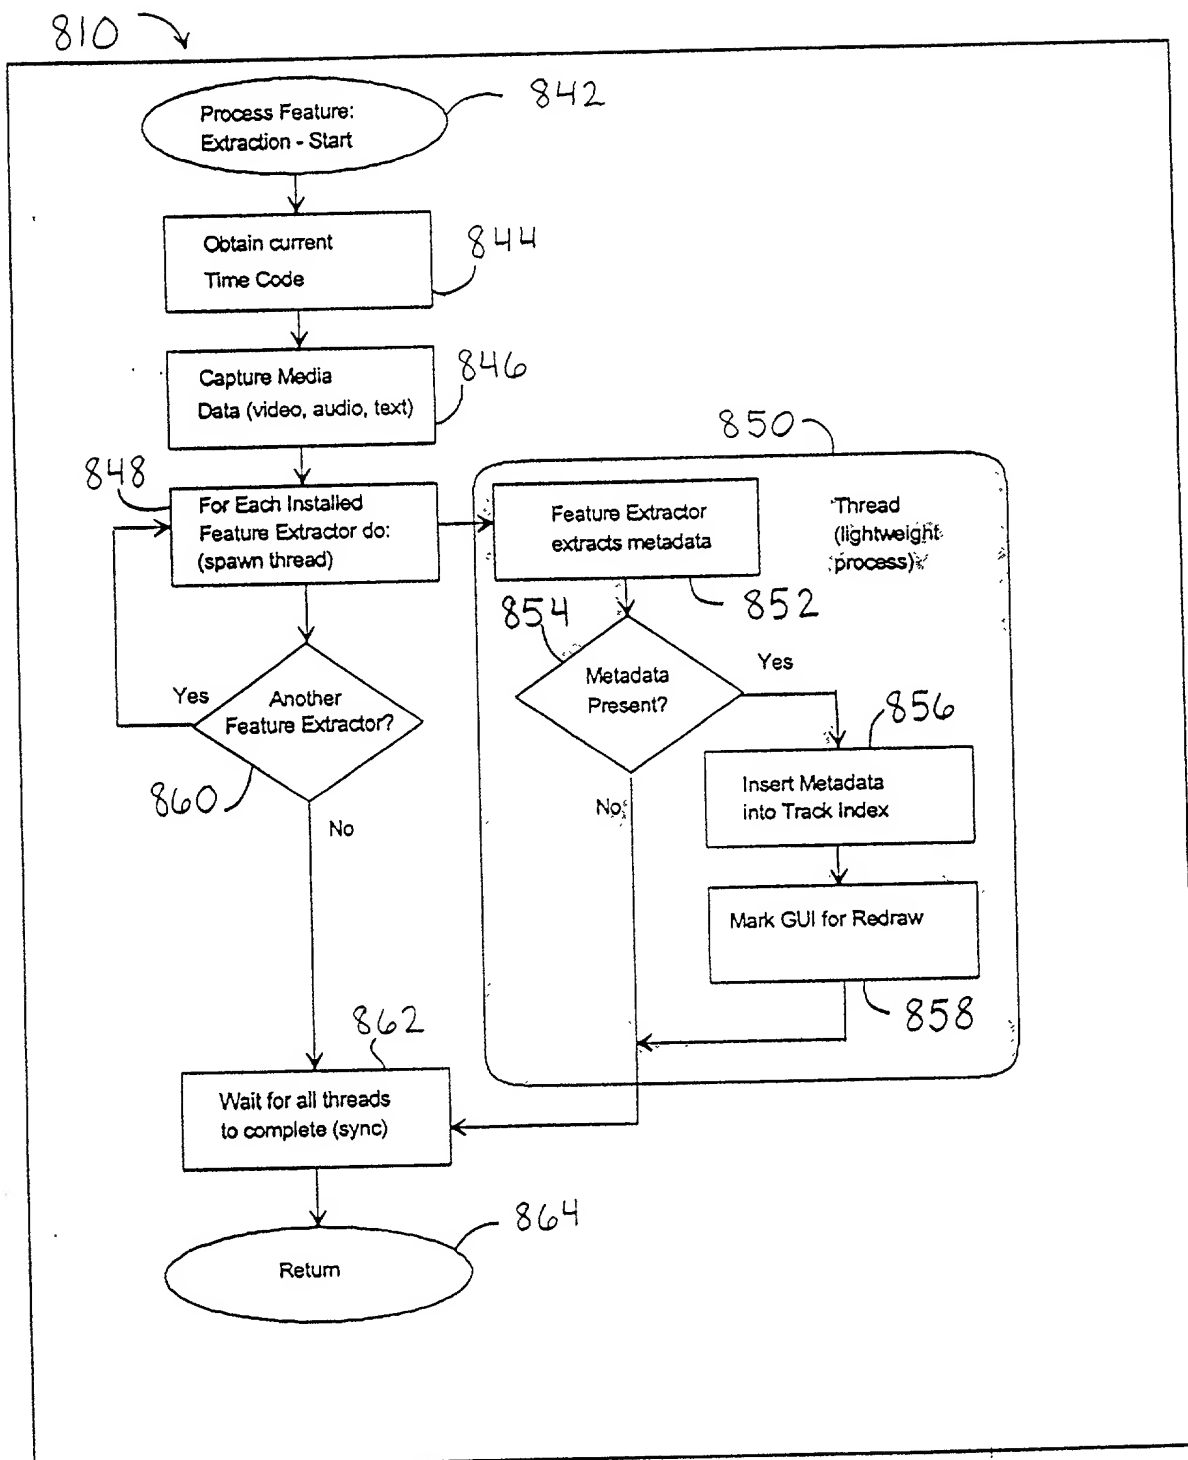 810
Process Feature:
Extraction - Start
842
Obtain current
Time Code
844
Capture Media
Data (video, audio, text)
846
848
For Each Installed
Feature Extractor do:
(spawn thread)
850
Feature Extractor
extracts metadata
Thread
(lightweight
process)
852
854
Metadata
Present?
Yes
No
856
Insert Metadata
into Track Index
Mark GUI for Redraw
858
Yes
Another
Feature Extractor?
860
No
862
Wait for all threads
to complete (sync)
864
Return